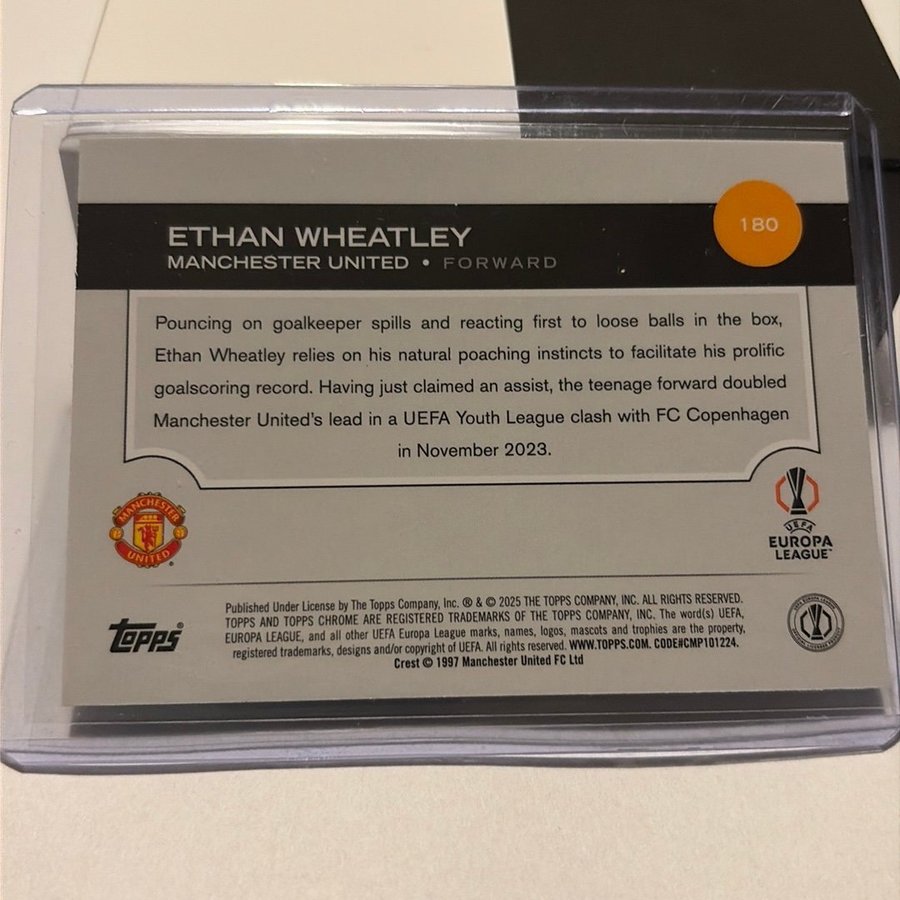 180
ETHAN WHEATLEY
MANCHESTER UNITED • FORWARD
Pouncing on goalkeeper spills and reacting first to loose balls in the box,
Ethan Wheatley relies on his natural poaching instincts to facilitate his prolific
goalscoring record. Having just claimed an assist, the teenage forward doubled
Manchester United's lead in a UEFA Youth League clash with FC Copenhagen
in November 2023.
MANCHESTER
UNITED
UEFA
EUROPA
LEAGUE™
Topps®
Published Under License by The Topps Company, Inc. ® & © 2025 THE TOPPS COMPANY, INC. ALL RIGHTS RESERVED.
TOPPS AND TOPPS CHROME ARE REGISTERED TRADEMARKS OF THE TOPPS COMPANY, INC. The word(s) UEFA,
EUROPA LEAGUE, and all other UEFA Europa League marks, names, logos, mascots and trophies are the property,
registered trademarks, designs and/or copyright of UEFA. All rights reserved. WWW.TOPPS.COM. CODE#CMP101224.
Crest © 1997 Manchester United FC Ltd